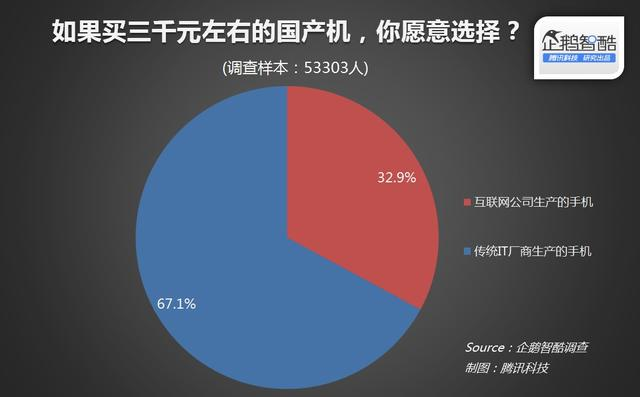 如果买三千元左右的国产机，你愿意选择？
(调查样本：53303人)
企鹅智酷
腾讯科技 研究出品
32.9%
67.1%
互联网公司生产的手机
传统IT厂商生产的手机
Source：企鹅智酷调查
制图：腾讯科技